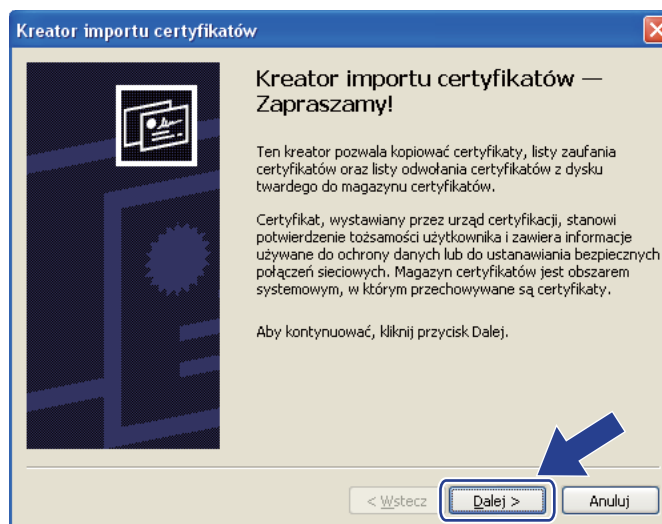 Kreator importu certyfikatów
Kreator importu certyfikatów —
Zapraszamy!
Ten kreator pozwala kopiować certyfikaty, listy zaufania
certyfikatów oraz listy odwołania certyfikatów z dysku
twardego do magazynu certyfikatów.
Certyfikat, wystawiany przez urząd certyfikacji, stanowi
potwierdzenie tożsamości użytkownika i zawiera informacje
używane do ochrony danych lub do ustanawiania bezpiecznych
połączeń sieciowych. Magazyn certyfikatów jest obszarem
systemowym, w którym przechowywane są certyfikaty.
Aby kontynuować, kliknij przycisk Dalej.
< Wstecz Dalej > Anuluj